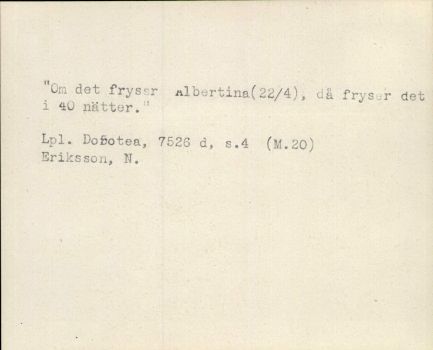 "Om det fryser Albertina(22/4), då fryser det
i 40 nätter."
Lpl. Dorotea, 7526 d, s.4 (M.20)
Eriksson, N.